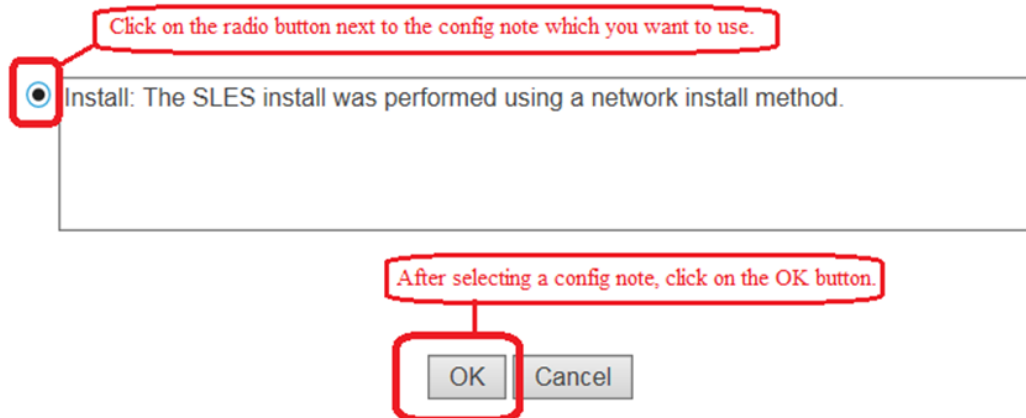 Click on the radio button next to the config note which you want to use.
Install: The SLES install was performed using a network install method.
After selecting a config note, click on the OK button.
OK Cancel